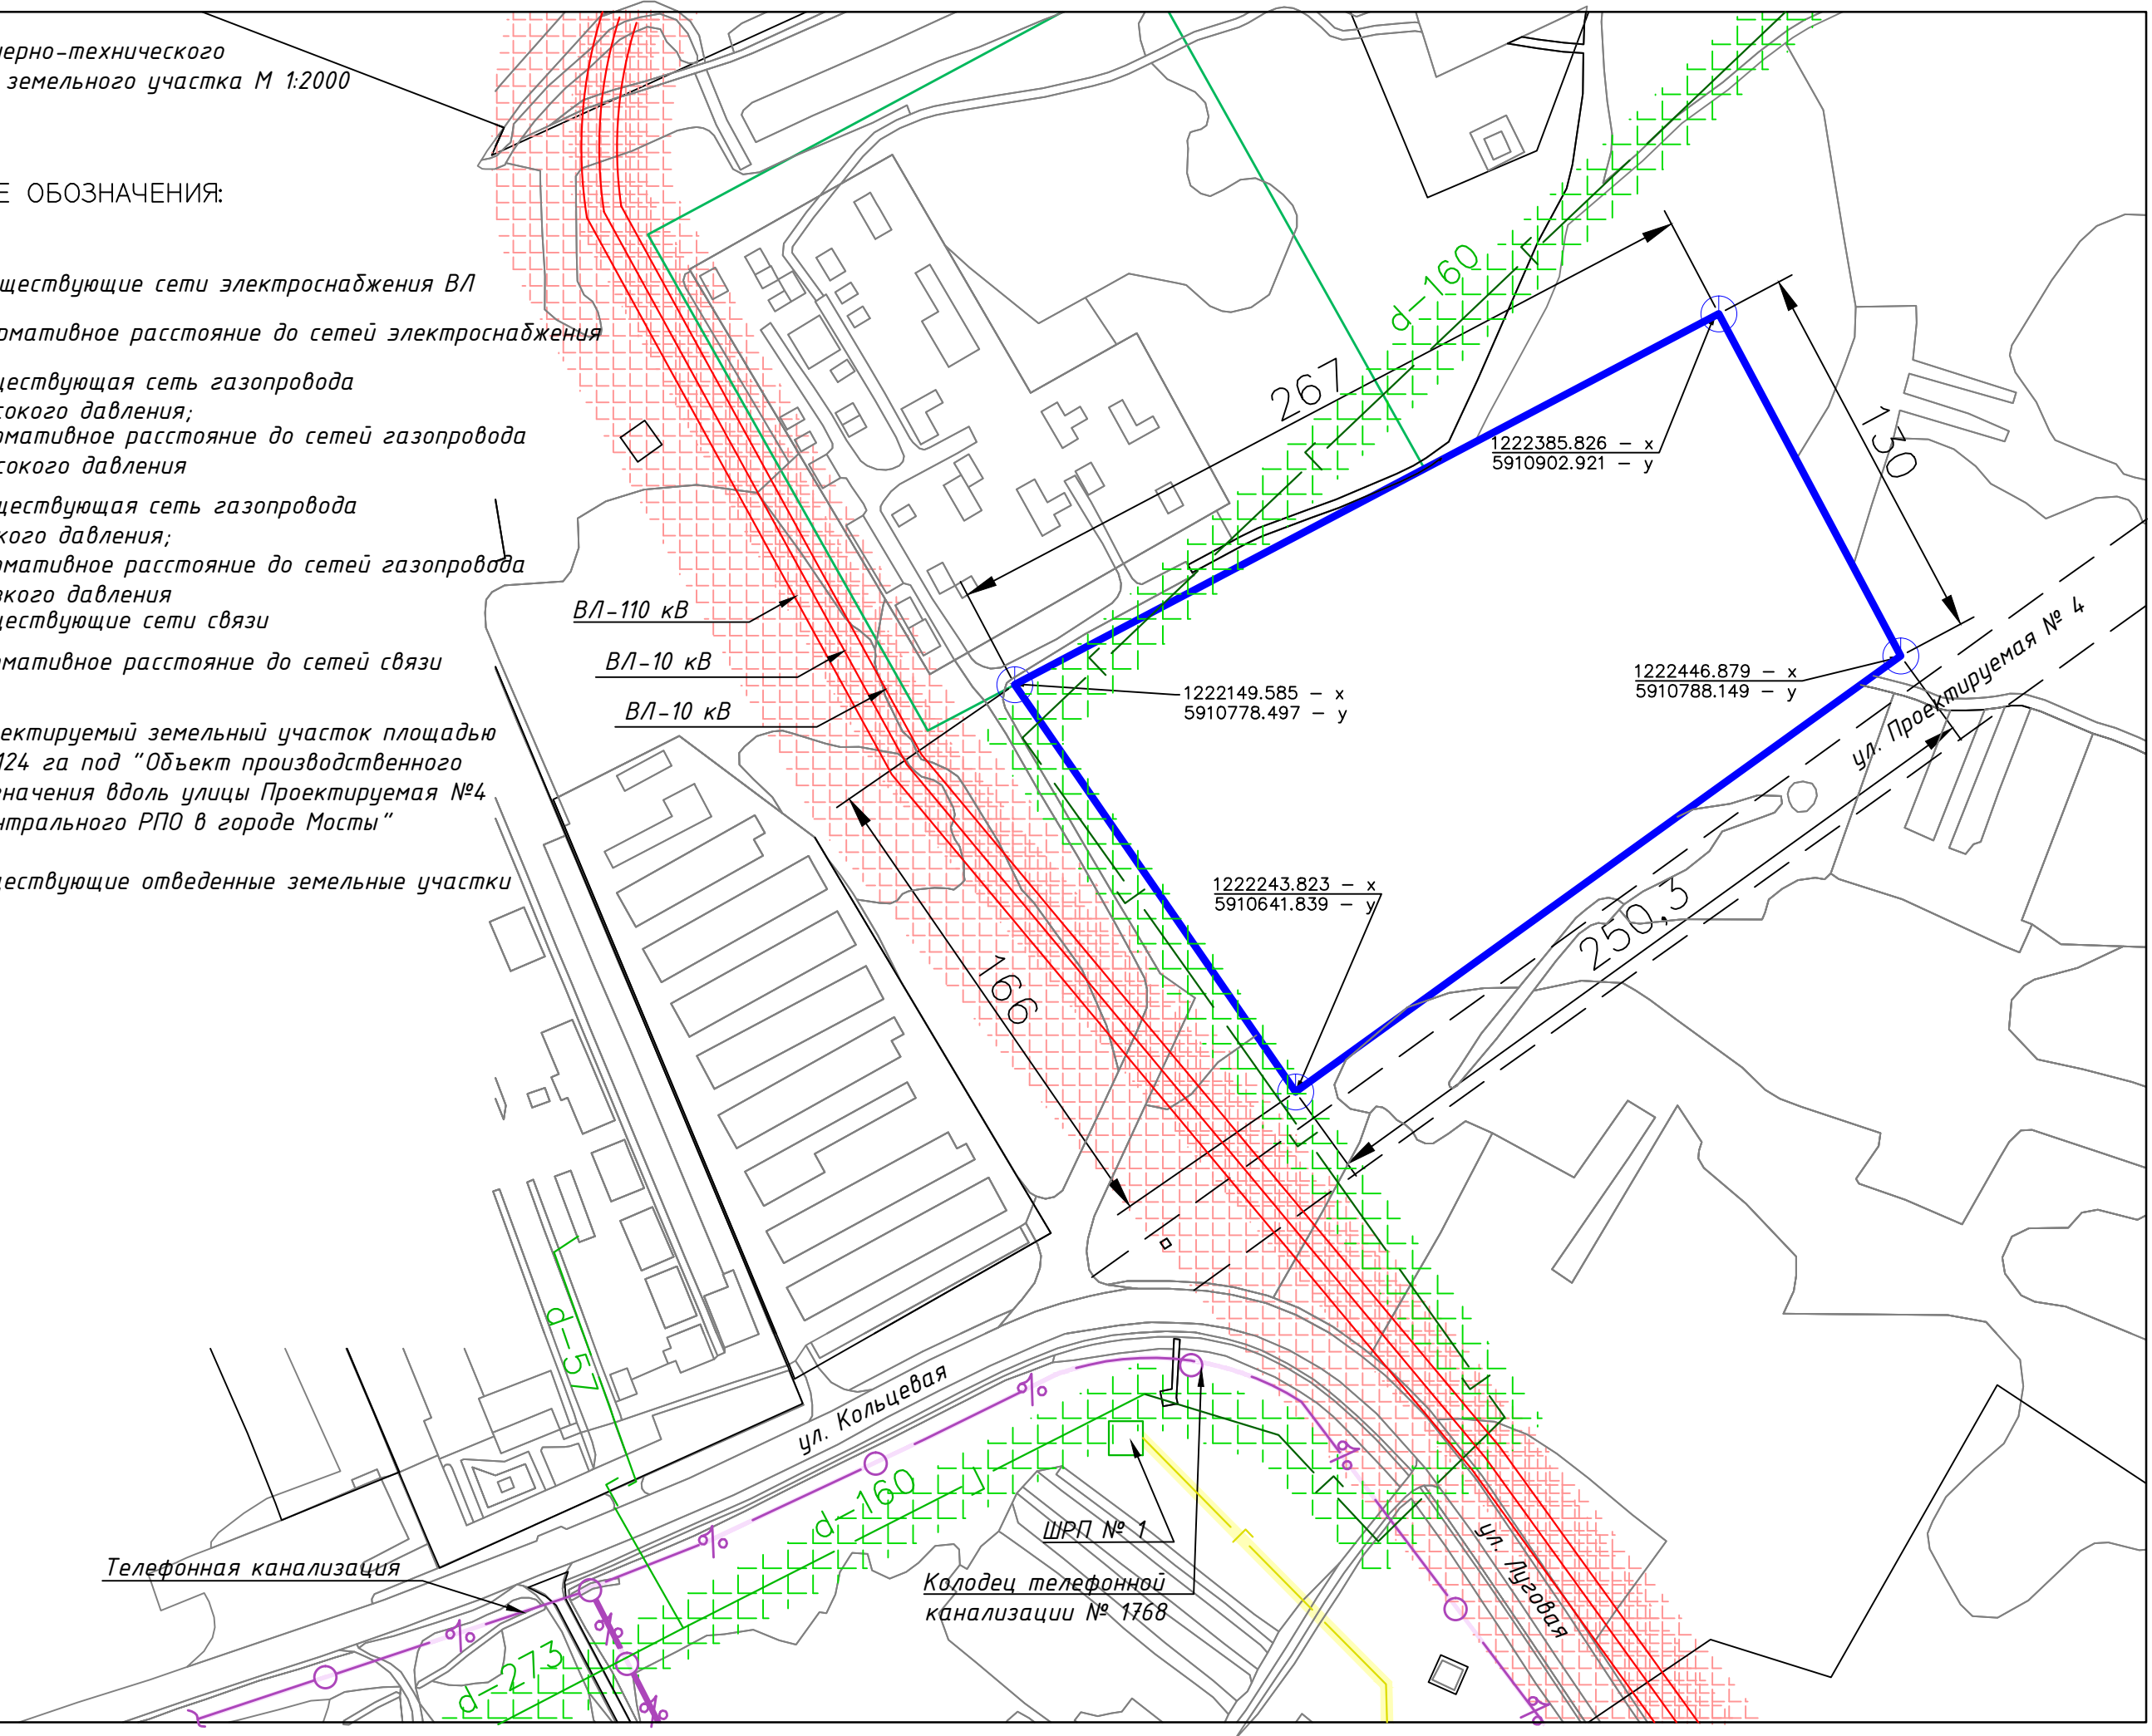 ерно-технического
земельного участка М 1:2000
Е ОБОЗНАЧЕНИЯ:
ществующие сети электроснабжения ВЛ
рмативное расстояние до сетей электроснабжения
ществующая сеть газопровода
сокого давления;
рмативное расстояние до сетей газопровода
сокого давления
ществующая сеть газопровода
кого давления;
рмативное расстояние до сетей газопровода
зкого давления
ществующие сети связи
рмативное расстояние до сетей связи
ектируемый земельный участок площадью
124 га под "Объект производственного
значения вдоль улицы Проектируемая №4
нтрального РПО в городе Мосты"
ществующие отведенные земельные участки
d-160
267
130
1222385.826 - x
5910902.921 - y
ВЛ-110 кВ
ВЛ-10 кВ
ВЛ-10 кВ
1222149.585 - x
5910778.497 - y
1222446.879 - x
5910788.149 - y
ул. Проектируемая № 4
1222243.823 - x
5910641.839 - y
250,3
166
d-57
ул. Кольцевая
d-160
ШРП № 1
ул. Луговая
Телефонная канализация
Колодец телефонной
канализации № 1768
d-273